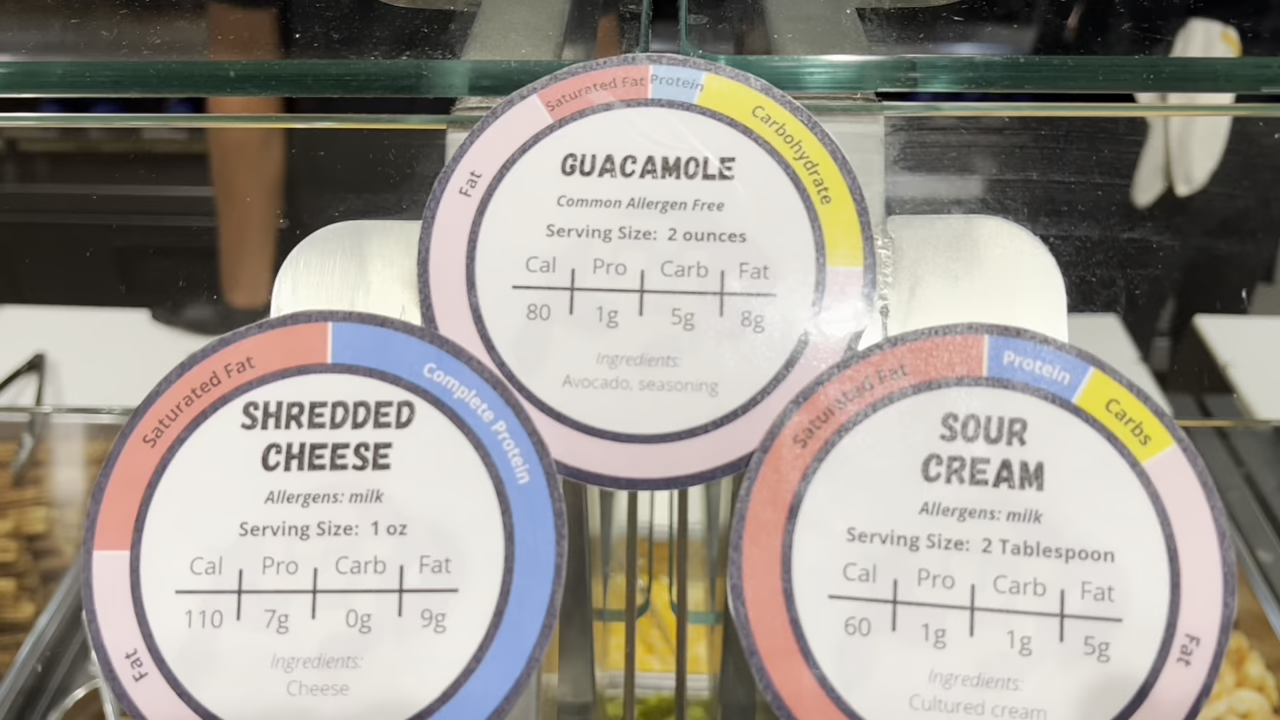 Fat
Saturated Fat
Protein
Carbohydrate
GUACAMOLE
Common Allergen Free
Serving Size: 2 ounces
Cal Pro Carb Fat
80 1g 5g 8g
Ingredients:
Avocado, seasoning
Fat
Saturated Fat
Complete Protein
SHREDDED
CHEESE
Allergens: milk
Serving Size: 1 oz
Cal Pro Carb Fat
110 7g 0g 9g
Ingredients:
Cheese
Saturated Fat
Protein
Carbs
Fat
SOUR
CREAM
Allergens: milk
Serving Size: 2 Tablespoon
Cal Pro Carb Fat
60 1g 1g 5g
Ingredients:
Cultured cream